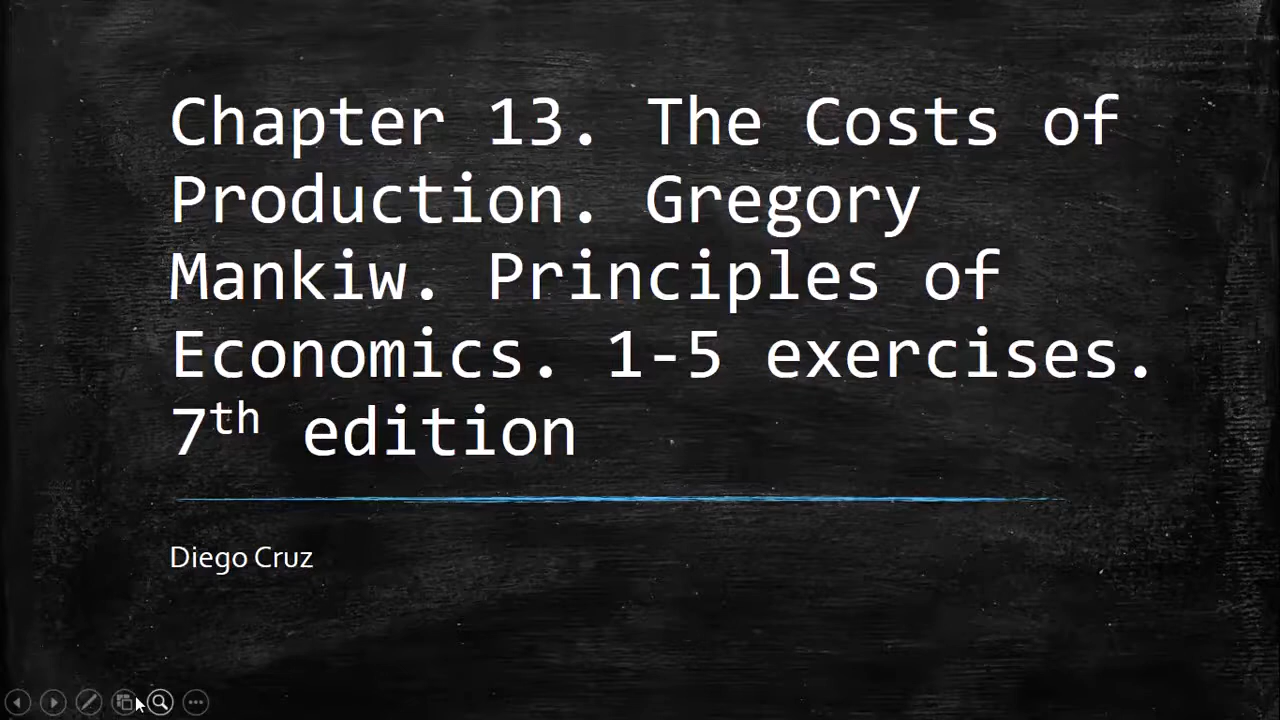 Chapter 13. The Costs of
Production. Gregory
Mankiw. Principles of
Economics. 1-5 exercises.
7th edition
Diego Cruz